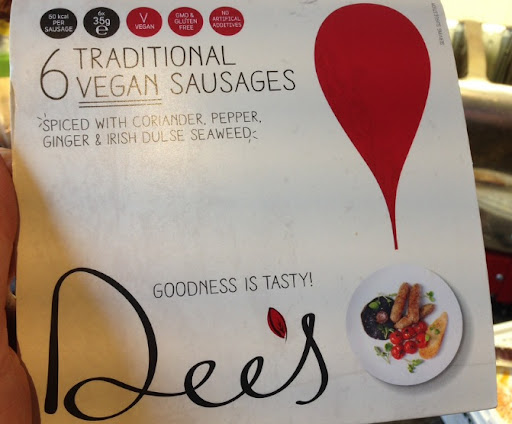 50 kcal
PER
SAUSAGE
6x
35g
e
V
VEGAN
GMO &
GLUTEN
FREE
NO
ARTIFICIAL
ADDITIVES
6 TRADITIONAL
VEGAN SAUSAGES
SPICED WITH CORIANDER, PEPPER,
GINGER & IRISH DULSE SEAWEED
GOODNESS IS TASTY!
Dee's